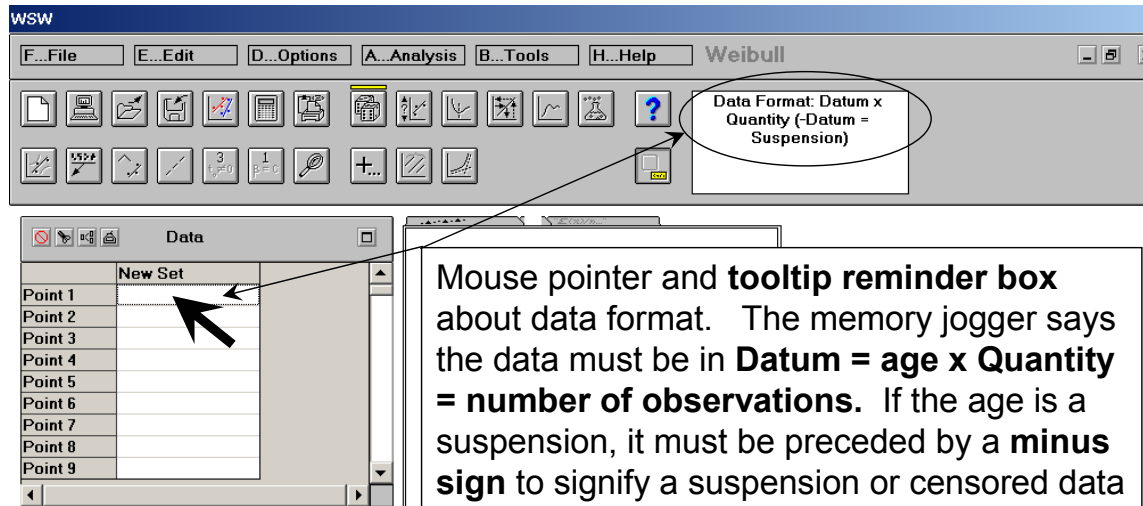 WSW
F...File E...Edit D...Options A...Analysis B...Tools H...Help Weibull
Data Format: Datum x
Quantity (-Datum =
Suspension)
3
t₀≠0
1
β=c
+...
Data
New Set
Point 1
Point 2
Point 3
Point 4
Point 5
Point 6
Point 7
Point 8
Point 9
Mouse pointer and tooltip reminder box
about data format. The memory jogger says
the data must be in Datum = age x Quantity
= number of observations. If the age is a
suspension, it must be preceded by a minus
sign to signify a suspension or censored data